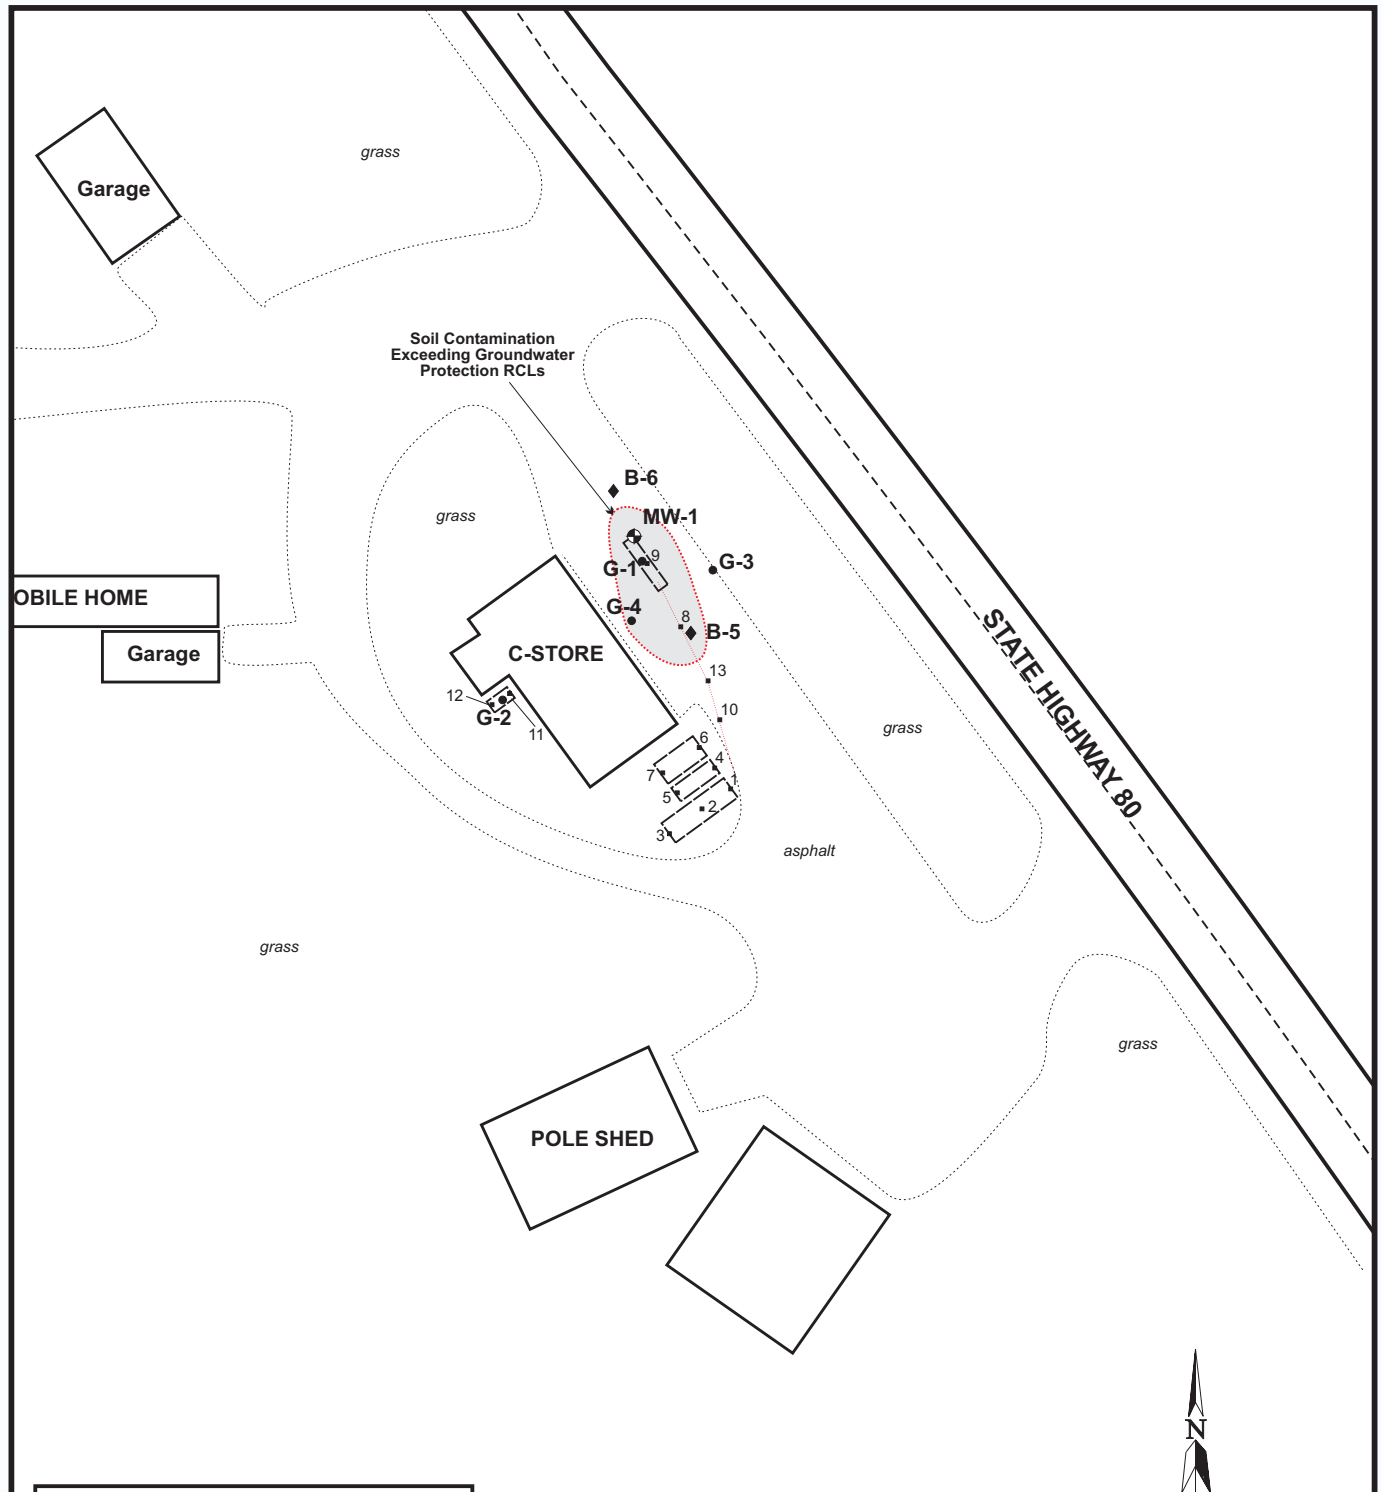 grass
Garage
Soil Contamination
Exceeding Groundwater
Protection RCLs
B-6
MW-1
grass
9
G-1
G-3
OBILE HOME
G-4
8
B-5
STATE HIGHWAY 80
Garage
C-STORE
13
12
G-2
10
11
grass
6
4
7
1
5
2
3
asphalt
grass
grass
POLE SHED
N